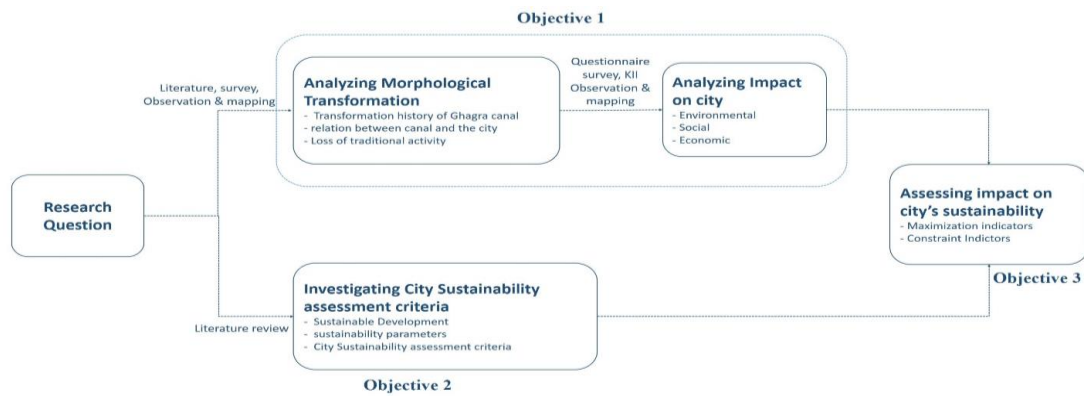 Objective 1
Literature, survey,
Observation & mapping
Analyzing Morphological
Transformation
- Transformation history of Ghagra canal
- relation between canal and the city
- Loss of traditional activity
Questionnaire
survey, KII
Observation &
mapping
Analyzing Impact
on city
- Environmental
- Social
- Economic
Research
Question
Assessing impact on
city's sustainability
- Maximization indicators
- Constraint Indictors
Objective 3
Literature review
Investigating City Sustainability
assessment criteria
- Sustainable Development
- sustainability parameters
- City Sustainability assessment criteria
Objective 2